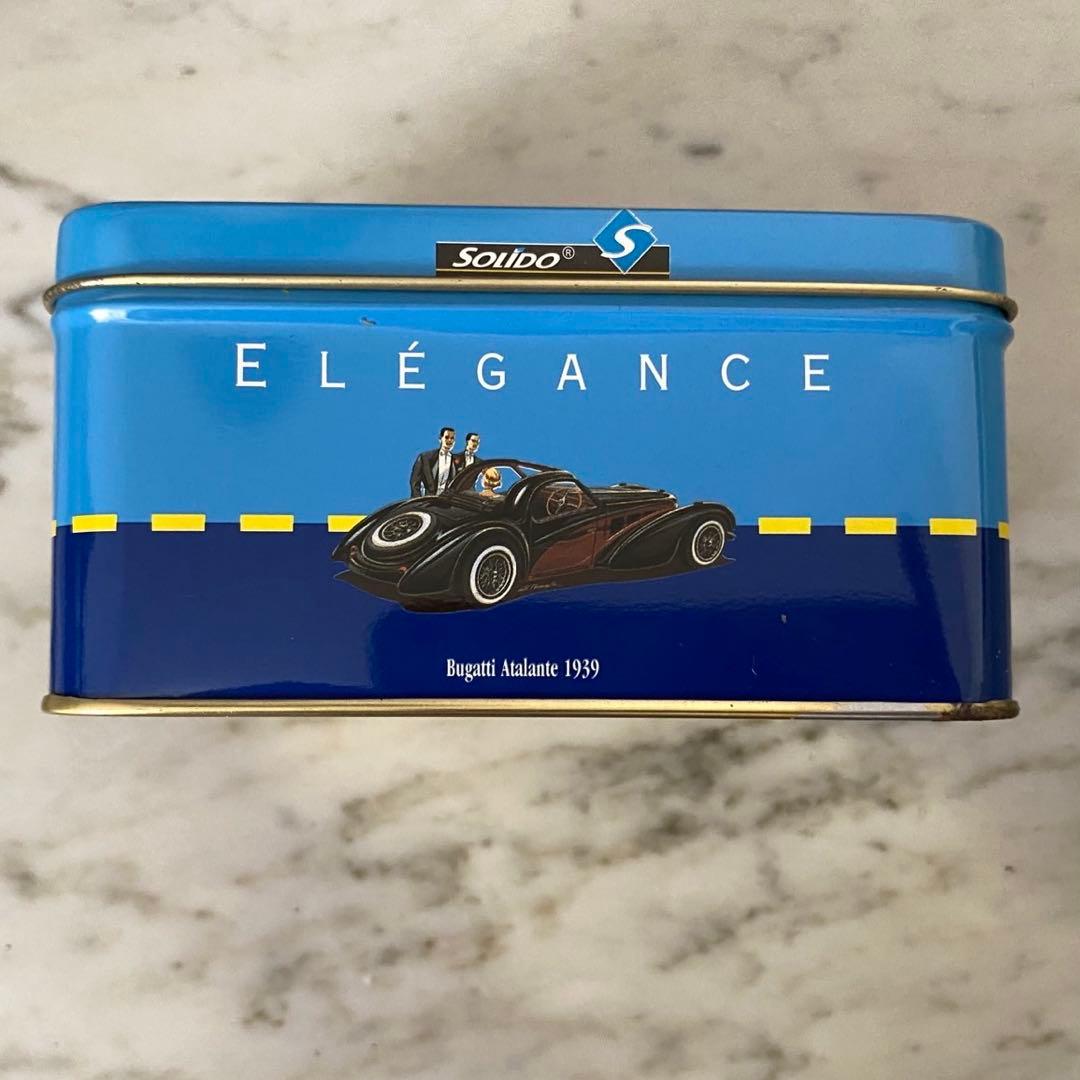 SOLIDO® S
ELÉGANCE
Bugatti Atalante 1939